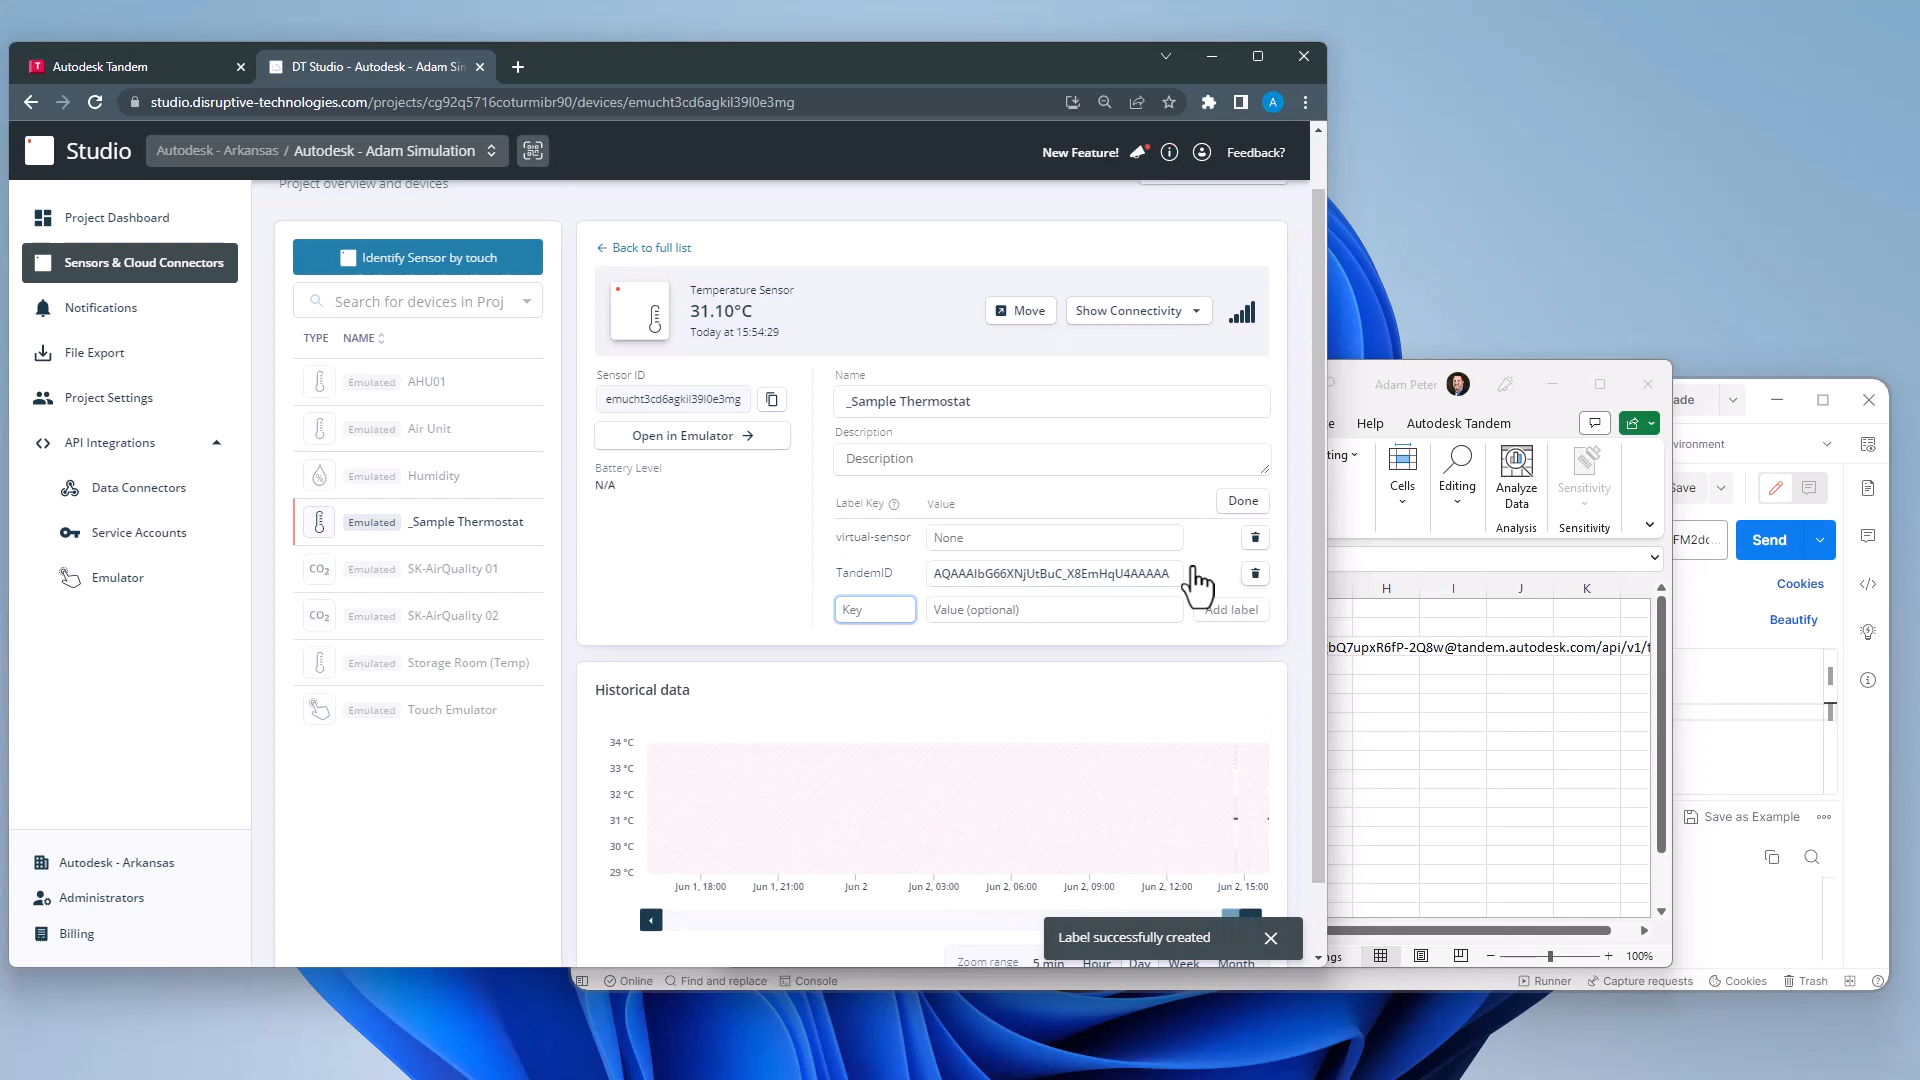 Autodesk Tandem
DT Studio - Autodesk - Adam Sin
studio.disruptive-technologies.com/projects/cg92q5716coturmibr90/devices/emucht3cd6agkil39l0e3mg
A
Studio
Autodesk - Arkansas / Autodesk - Adam Simulation
New Feature!
Feedback?
Project overview and devices
Project Dashboard
Sensors & Cloud Connectors
Notifications
File Export
Project Settings
API Integrations
Data Connectors
Service Accounts
Emulator
Autodesk - Arkansas
Administrators
Billing
Identify Sensor by touch
Search for devices in Proj
TYPE NAME
Emulated AHU01
Emulated Air Unit
Emulated Humidity
Emulated _Sample Thermostat
CO2 Emulated SK-AirQuality 01
CO2 Emulated SK-AirQuality 02
Emulated Storage Room (Temp)
Emulated Touch Emulator
Back to full list
Temperature Sensor
31.10°C
Today at 15:54:29
Move
Show Connectivity
Sensor ID
emucht3cd6agkil39l0e3mg
Open in Emulator
Battery Level
N/A
Name
_Sample Thermostat
Description
Description
Label Key Value Done
virtual-sensor None
TandemID AQAAAIbG66XNjUtBuC_X8EmHqU4AAAAA
Key Value (optional) Add label
Historical data
34 °C
33 °C
32 °C
31 °C
30 °C
29 °C
Jun 1, 18:00 Jun 1, 21:00 Jun 2 Jun 2, 03:00 Jun 2, 06:00 Jun 2, 09:00 Jun 2, 12:00 Jun 2, 15:00
Label successfully created
Zoom range 5 min Hour Day Week Month
Adam Peter
Help Autodesk Tandem
Cells
Editing
Analyze Data
Sensitivity
Analysis
Sensitivity
H I J K
bQ7upxR6fP-2Q8w@tandem.autodesk.com/api/v1/t
ngs
100%
ade
vironment
Save
FM2dc...
Send
Cookies
Beautify
Save as Example
Online Find and replace Console
Runner Capture requests Cookies Trash